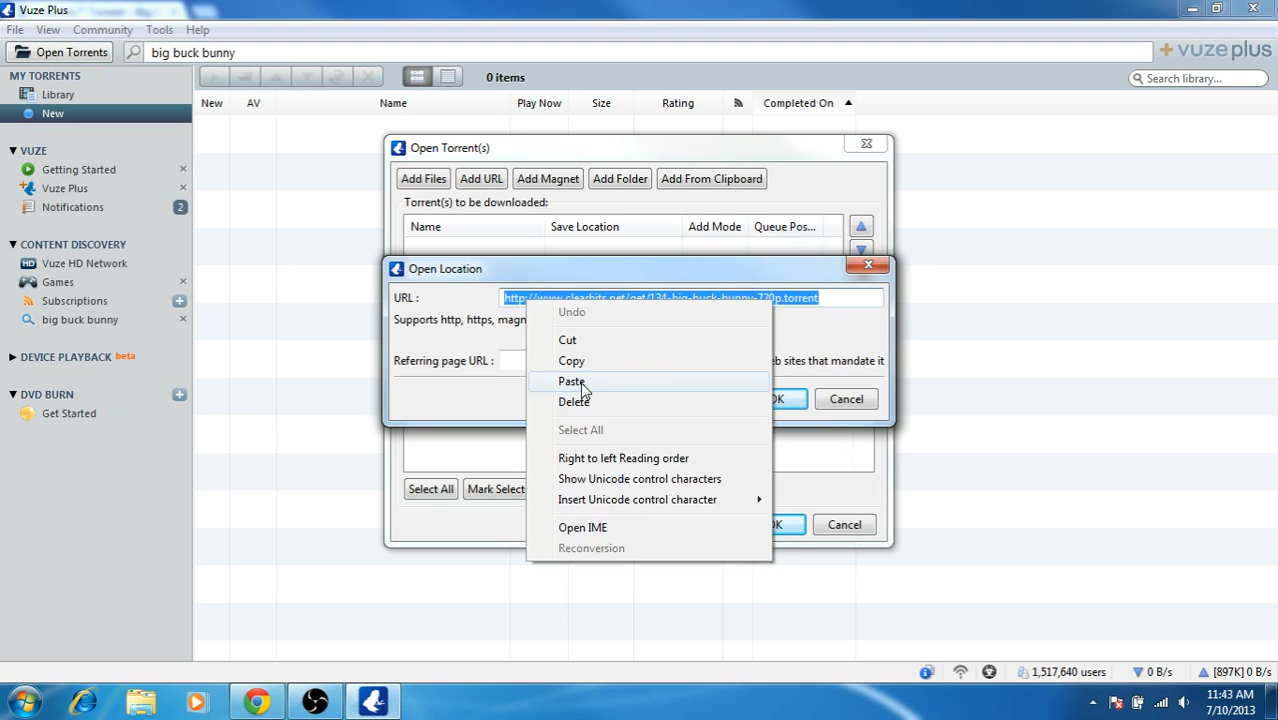 Vuze Plus
File View Community Tools Help
Open Torrents big buck bunny vuze plus
MY TORRENTS
Library
New
0 items
Search library...
New AV Name Play Now Size Rating Completed On
VUZE
Getting Started
Vuze Plus
Notifications 2
CONTENT DISCOVERY
HD Vuze HD Network
Games
Subscriptions
big buck bunny
DEVICE PLAYBACK beta
DVD BURN
Get Started
Open Torrent(s)
Add Files Add URL Add Magnet Add Folder Add From Clipboard
Torrent(s) to be downloaded:
Name Save Location Add Mode Queue Pos...
Open Location
URL : http://www.clearbits.net/get/134-big-buck-bunny-720p.torrent
Supports http, https, magn
Referring page URL : eb sites that mandate it
OK Cancel
Undo
Cut
Copy
Paste
Delete
Select All
Right to left Reading order
Show Unicode control characters
Insert Unicode control character
Open IME
Reconversion
Select All Mark Select
OK Cancel
1,517,640 users 0 B/s [897K] 0 B/s
11:43 AM
7/10/2013